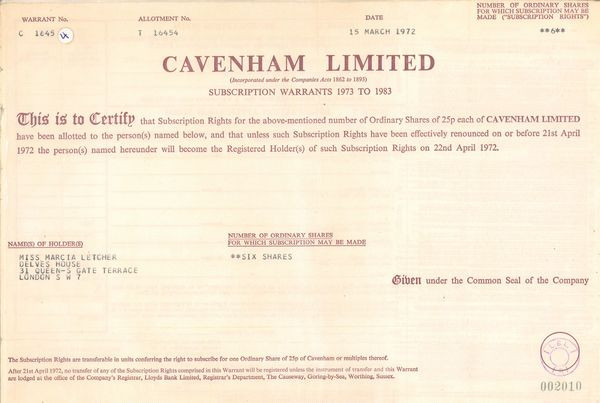 WARRANT No.
ALLOTMENT No.
DATE
NUMBER OF ORDINARY SHARES
FOR WHICH SUBSCRIPTION MAY BE
MADE ("SUBSCRIPTION RIGHTS")
C 1645
T 16454
15 MARCH 1972
**6**
CAVENHAM LIMITED
(Incorporated under the Companies Acts 1862 to 1893)
SUBSCRIPTION WARRANTS 1973 TO 1983
This is to Certify that Subscription Rights for the above-mentioned number of Ordinary Shares of 25p each of CAVENHAM LIMITED
have been allotted to the person(s) named below, and that unless such Subscription Rights have been effectively renounced on or before 21st April
1972 the person(s) named hereunder will become the Registered Holder(s) of such Subscription Rights on 22nd April 1972.
NAME(S) OF HOLDER(S)
NUMBER OF ORDINARY SHARES
FOR WHICH SUBSCRIPTION MAY BE MADE
MISS MARCIA LETCHER
DELVES HOUSE
31 QUEEN-S GATE TERRACE
LONDON S W 7
**SIX SHARES
Given under the Common Seal of the Company
The Subscription Rights are transferable in units conferring the right to subscribe for one Ordinary Share of 25p of Cavenham or multiples thereof.
After 21st April 1972, no transfer of any of the Subscription Rights comprised in this Warrant will be registered unless the instrument of transfer and this Warrant
are lodged at the office of the Company's Registrar, Lloyds Bank Limited, Registrar's Department, The Causeway, Goring-by-Sea, Worthing, Sussex.
002010